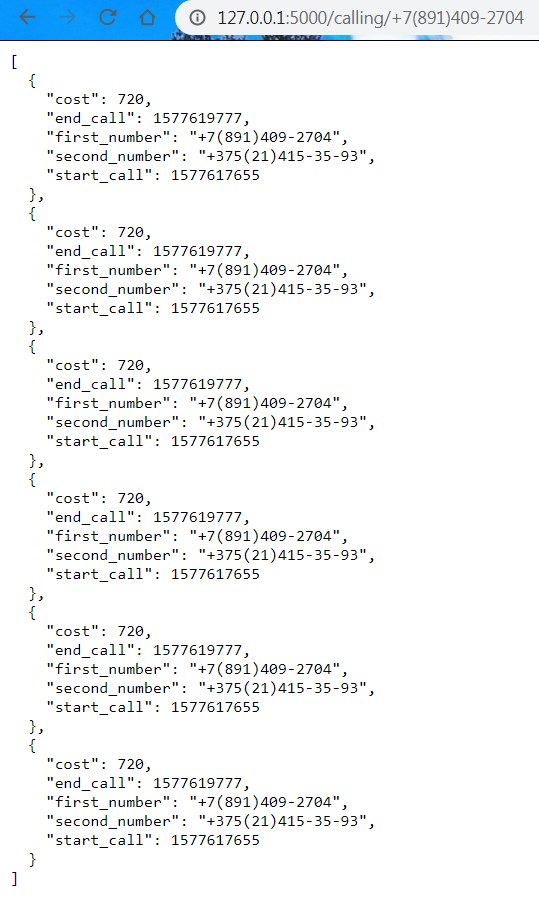 127.0.0.1:5000/calling/+7(891)409-2704
[
  {
    "cost": 720,
    "end_call": 1577619777,
    "first_number": "+7(891)409-2704",
    "second_number": "+375(21)415-35-93",
    "start_call": 1577617655
  },
  {
    "cost": 720,
    "end_call": 1577619777,
    "first_number": "+7(891)409-2704",
    "second_number": "+375(21)415-35-93",
    "start_call": 1577617655
  },
  {
    "cost": 720,
    "end_call": 1577619777,
    "first_number": "+7(891)409-2704",
    "second_number": "+375(21)415-35-93",
    "start_call": 1577617655
  },
  {
    "cost": 720,
    "end_call": 1577619777,
    "first_number": "+7(891)409-2704",
    "second_number": "+375(21)415-35-93",
    "start_call": 1577617655
  },
  {
    "cost": 720,
    "end_call": 1577619777,
    "first_number": "+7(891)409-2704",
    "second_number": "+375(21)415-35-93",
    "start_call": 1577617655
  },
  {
    "cost": 720,
    "end_call": 1577619777,
    "first_number": "+7(891)409-2704",
    "second_number": "+375(21)415-35-93",
    "start_call": 1577617655
  }
]